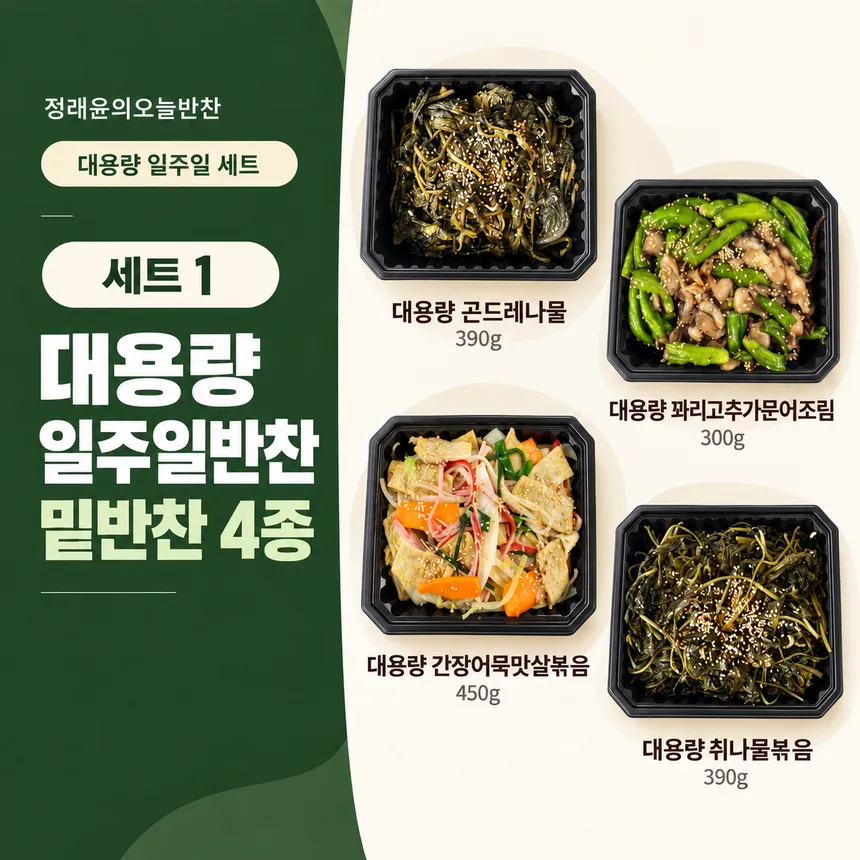 정래윤의오늘반찬
대용량 일주일 세트
세트 1
대용량
일주일반찬
밑반찬 4종
대용량 곤드레나물
390g
대용량 꽈리고추가문어조림
300g
대용량 간장어묵맛살볶음
450g
대용량 취나물볶음
390g